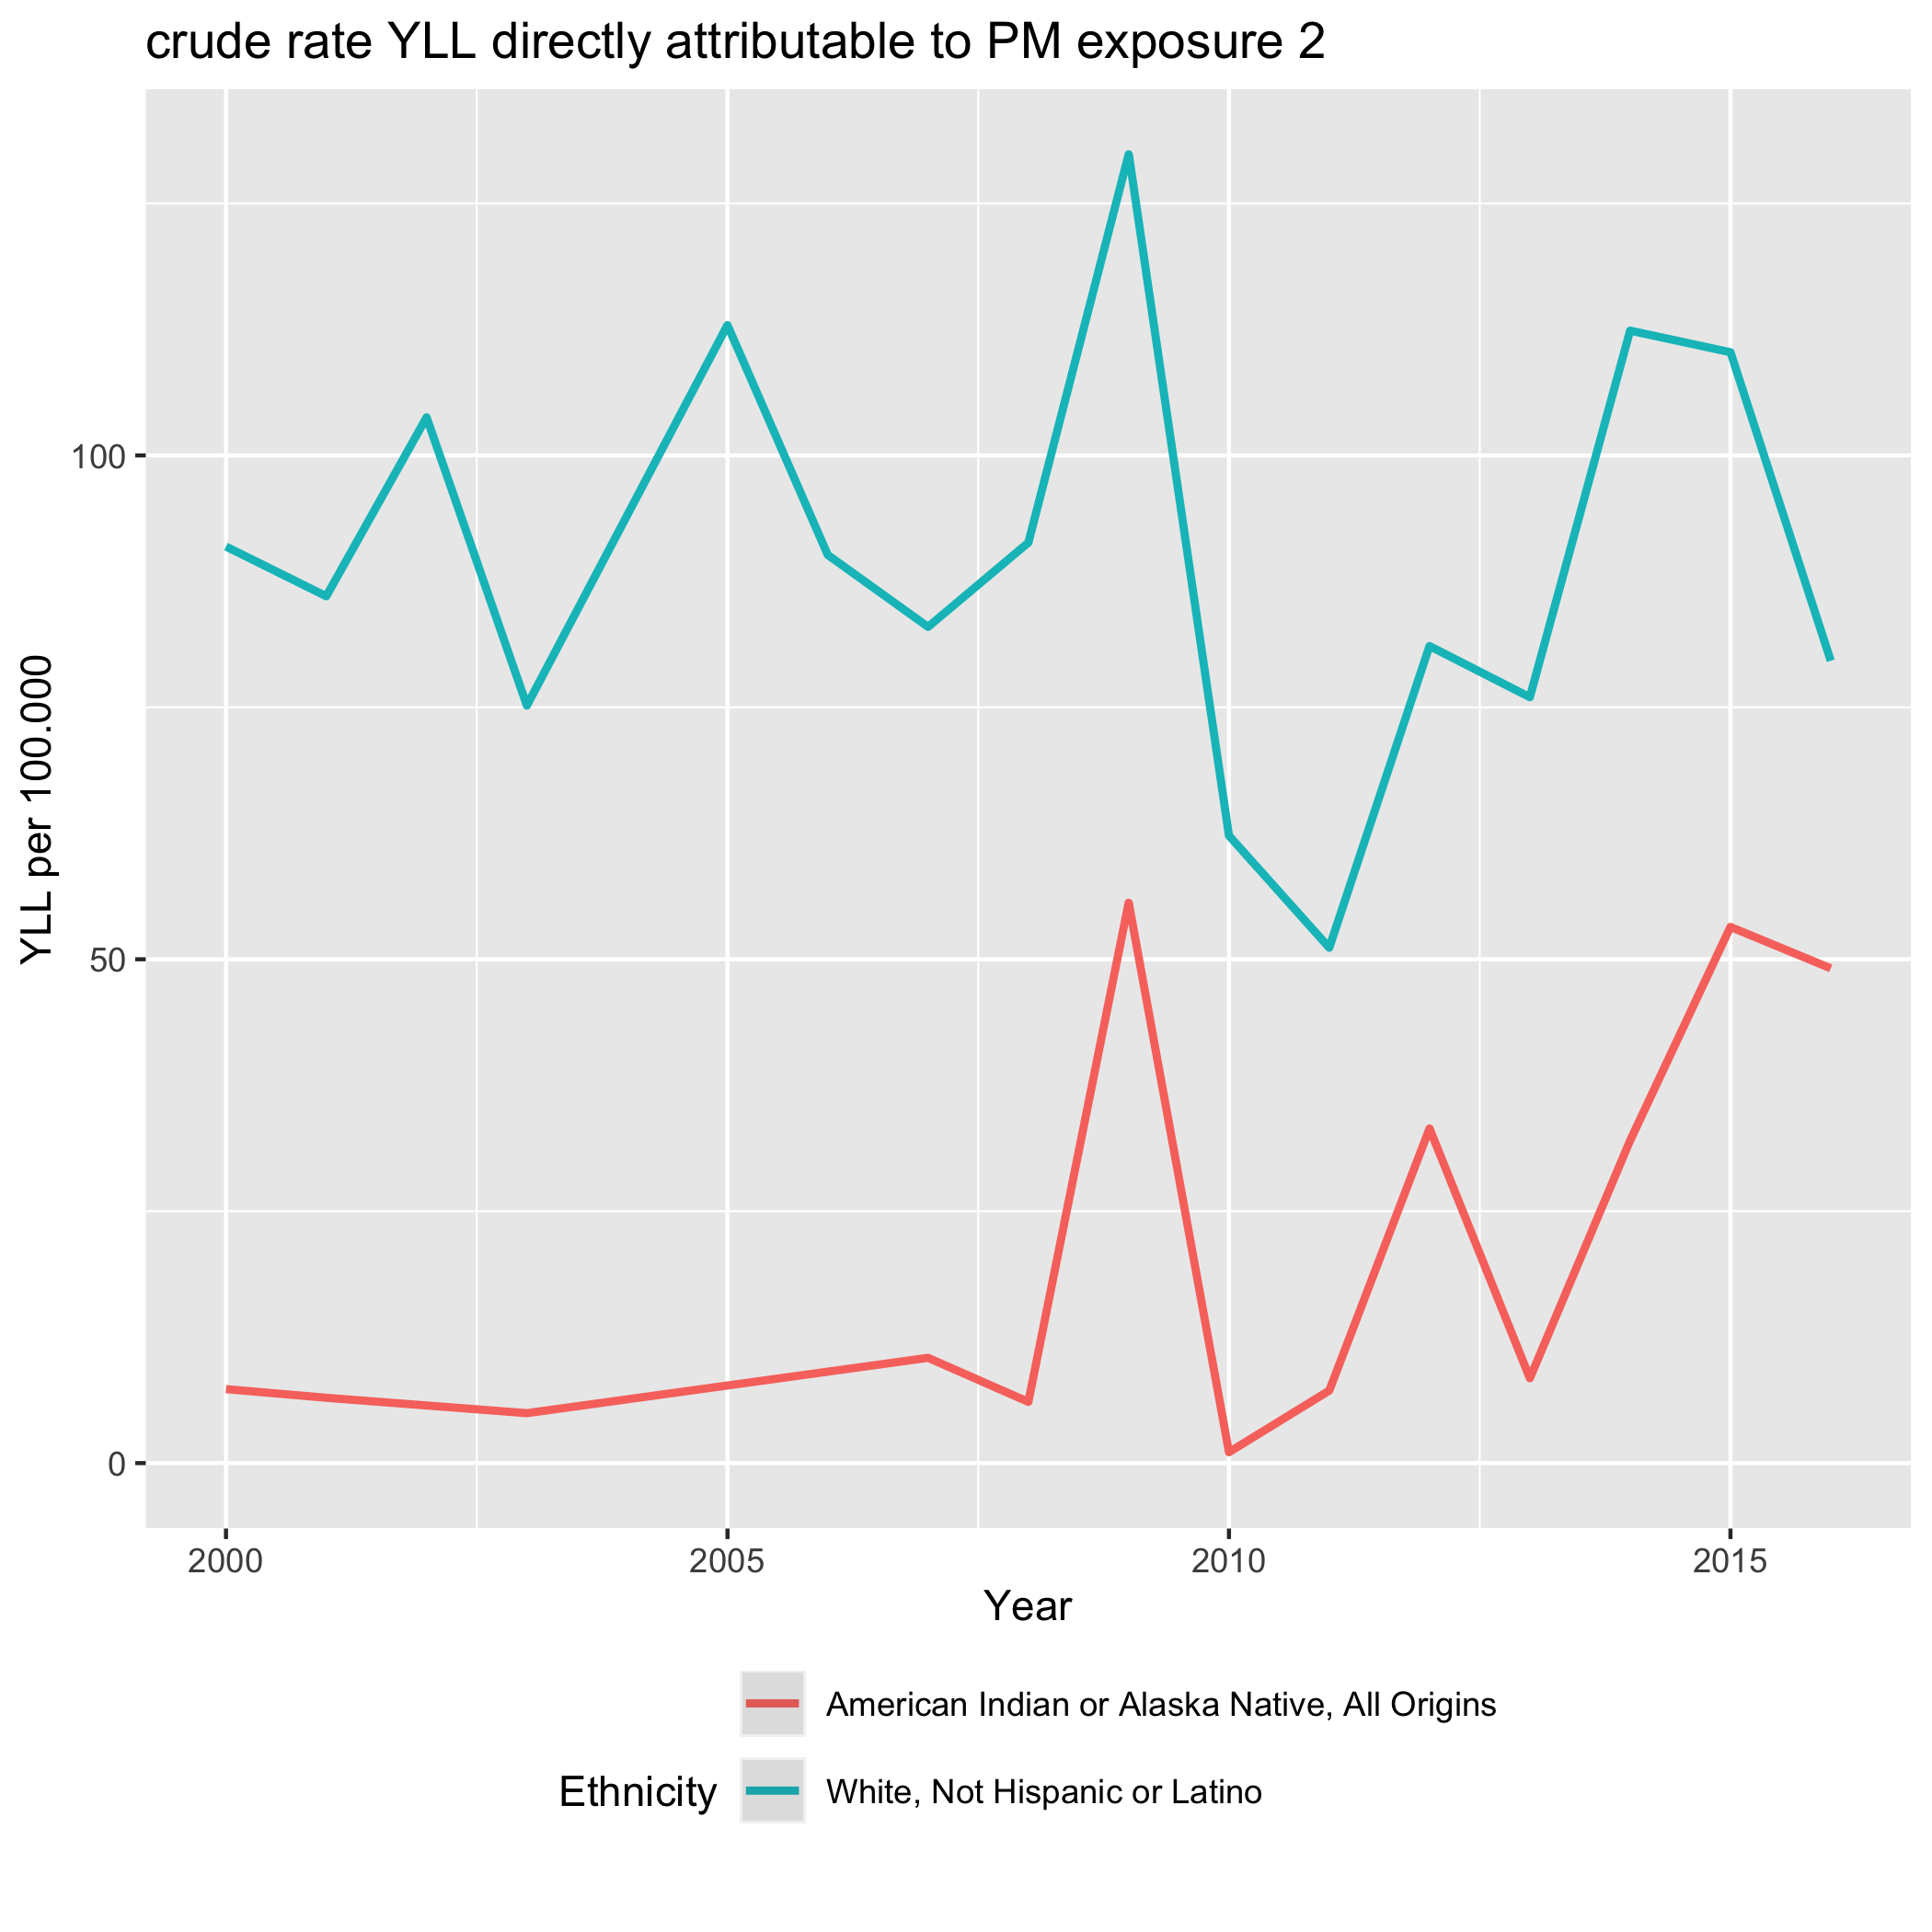 crude rate YLL directly attributable to PM exposure 2
YLL per 100.000
100
50
0
2000 2005 2010 2015
Year
Ethnicity
American Indian or Alaska Native, All Origins
White, Not Hispanic or Latino